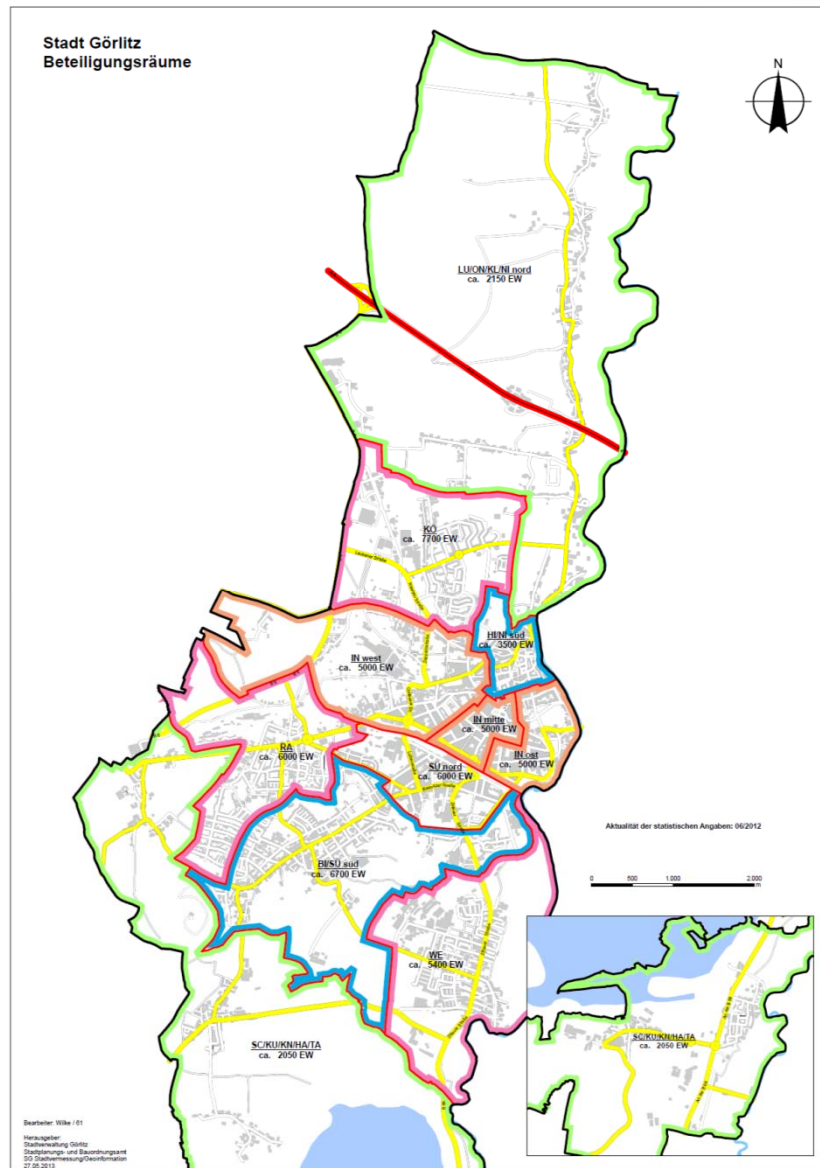 Stadt Görlitz
Beteiligungsräume
N
LU/ON/KL/NI nord
ca. 2150 EW
KÖ
ca. 7700 EW
HI/NI süd
ca. 3500 EW
IN west
ca. 5000 EW
IN mitte
ca. 5000 EW
IN ost
ca. 5000 EW
RA
ca. 6000 EW
SÜ nord
ca. 6000 EW
BI/SÜ süd
ca. 6700 EW
WE
ca. 5400 EW
SC/KU/KN/HA/TA
ca. 2050 EW
Aktualität der statistischen Angaben: 06/2012
0 500 1.000 2.000
m
SC/KU/KN/HA/TA
ca. 2050 EW
Bearbeiter: Wilke / 61
Herausgeber:
Stadtverwaltung Görlitz
Stadtplanungs- und Bauordnungsamt
SG Stadtvermessung/Geoinformation
27.05.2013